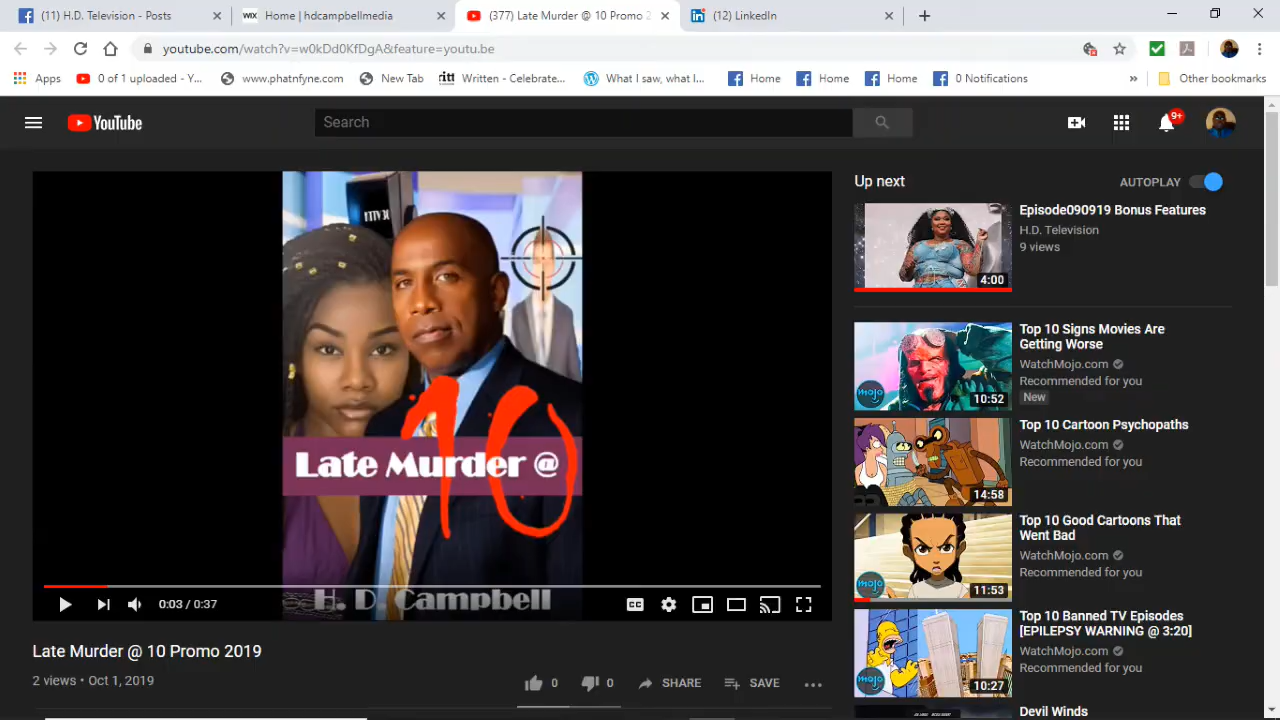 (11) H.D. Television - Posts
WIX Home | hdcampbellmedia
(377) Late Murder @ 10 Promo 2
(12) LinkedIn
youtube.com/watch?v=w0kDd0KfDgA&feature=youtu.be
Apps
0 of 1 uploaded - Y...
www.phatnfyne.com
New Tab
Written - Celebrate...
What I saw, what I...
Home
Home
Home
0 Notifications
»
Other bookmarks
YouTube
Search
9+
Late Murder @
10
H. D. Campbell
0:03 / 0:37
CC
Late Murder @ 10 Promo 2019
2 views • Oct 1, 2019
0
0
SHARE
SAVE
Up next
AUTOPLAY
Episode090919 Bonus Features
H.D. Television
9 views
4:00
Top 10 Signs Movies Are
Getting Worse
WatchMojo.com
Recommended for you
New
mojo
10:52
Top 10 Cartoon Psychopaths
WatchMojo.com
Recommended for you
14:58
Top 10 Good Cartoons That
Went Bad
WatchMojo.com
Recommended for you
mojo
11:53
Top 10 Banned TV Episodes
[EPILEPSY WARNING @ 3:20]
WatchMojo.com
Recommended for you
mojo
10:27
Devil Winds